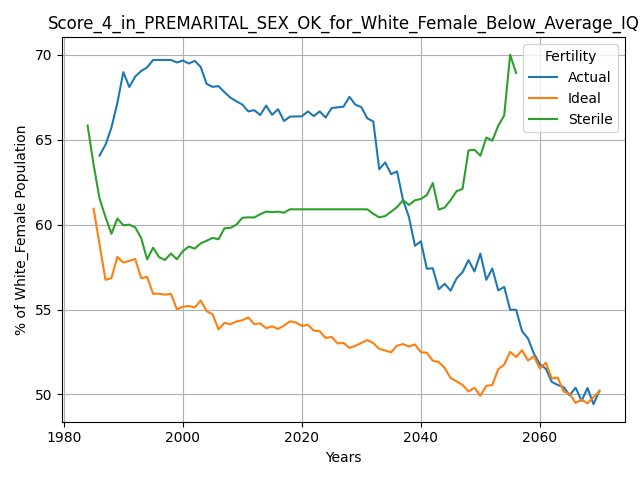 Score_4_in_PREMARITAL_SEX_OK_for_White_Female_Below_Average_IQ
Fertility
Actual
Ideal
Sterile
% of White_Female Population
70
65
60
55
50
1980
2000
2020
2040
2060
Years